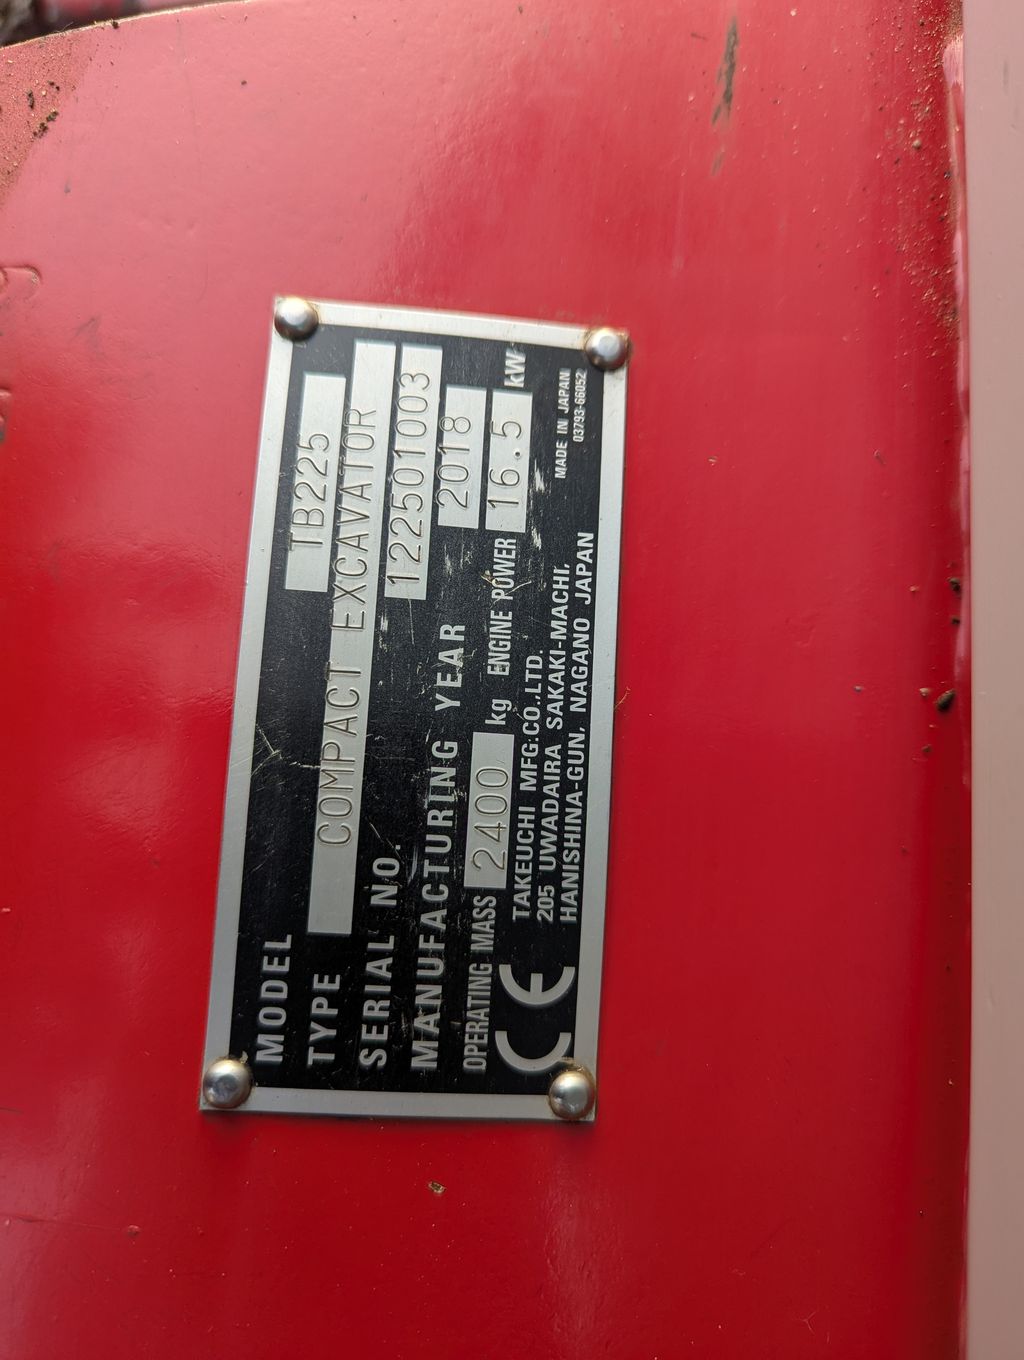 MODEL TB225
TYPE COMPACT EXCAVATOR
SERIAL NO. 122501003
MANUFACTURING YEAR 2018
OPERATING MASS 2400 kg ENGINE POWER 16.5 kW
CE
TAKEUCHI MFG.CO.,LTD.
205 UWADAIRA SAKAKI-MACHI,
HANISHINA-GUN, NAGANO JAPAN
MADE IN JAPAN
03793-66052